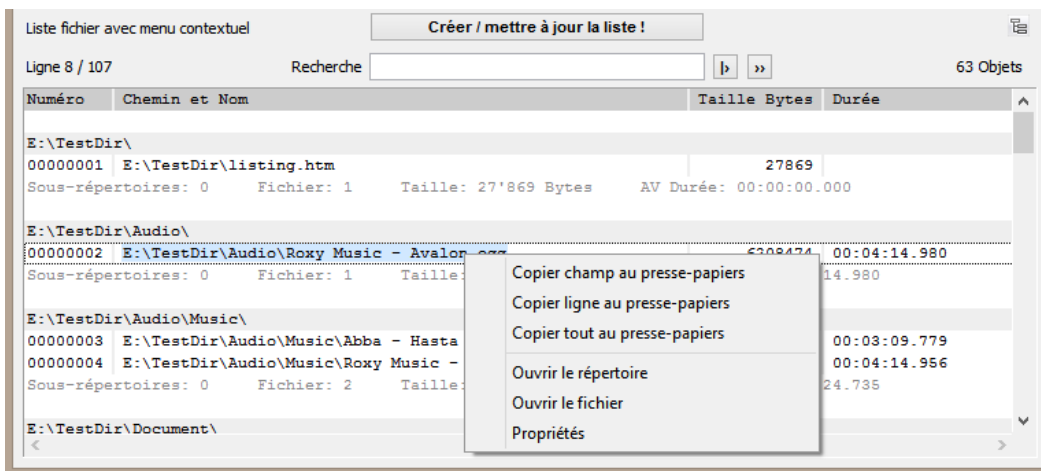 Liste fichier avec menu contextuel Créer / mettre à jour la liste !
Ligne 8 / 107 Recherche 63 Objets
Numéro Chemin et Nom Taille Bytes Durée
E:\TestDir\
00000001 E:\TestDir\listing.htm 27869
Sous-répertoires: 0 Fichier: 1 Taille: 27'869 Bytes AV Durée: 00:00:00.000
E:\TestDir\Audio\
00000002 E:\TestDir\Audio\Roxy Music - Avalon.ogg 6208474 00:04:14.980
Sous-répertoires: 0 Fichier: 1 Taille: 14.980
E:\TestDir\Audio\Music\
00000003 E:\TestDir\Audio\Music\Abba - Hasta 00:03:09.779
00000004 E:\TestDir\Audio\Music\Roxy Music - 00:04:14.956
Sous-répertoires: 0 Fichier: 2 Taille: 24.735
E:\TestDir\Document\
Copier champ au presse-papiers
Copier ligne au presse-papiers
Copier tout au presse-papiers
Ouvrir le répertoire
Ouvrir le fichier
Propriétés